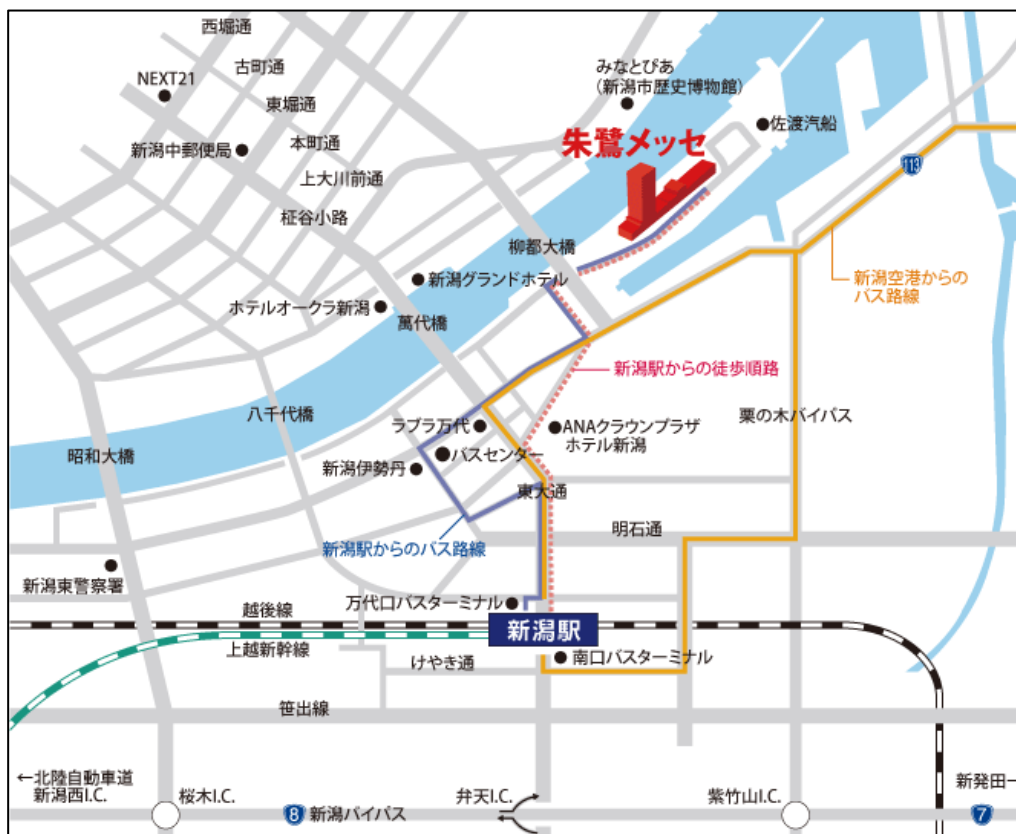 西堀通
NEXT21
古町通
みなとぴあ
（新潟市歴史博物館）
東堀通
佐渡汽船
新潟中郵便局
本町通
朱鷺メッセ
上大川前通
113
柾谷小路
柳都大橋
新潟グランドホテル
新潟空港からの
バス路線
ホテルオークラ新潟
萬代橋
新潟駅からの徒歩順路
八千代橋
栗の木バイパス
ラブラ万代
ANAクラウンプラザ
ホテル新潟
昭和大橋
バスセンター
新潟伊勢丹
東大通
明石通
新潟駅からのバス路線
新潟東警察署
万代口バスターミナル
越後線
新潟駅
上越新幹線
けやき通
南口バスターミナル
笹出線
←北陸自動車道
新潟西I.C.
桜木I.C.
8 新潟バイパス
弁天I.C.
紫竹山I.C.
新発田
7